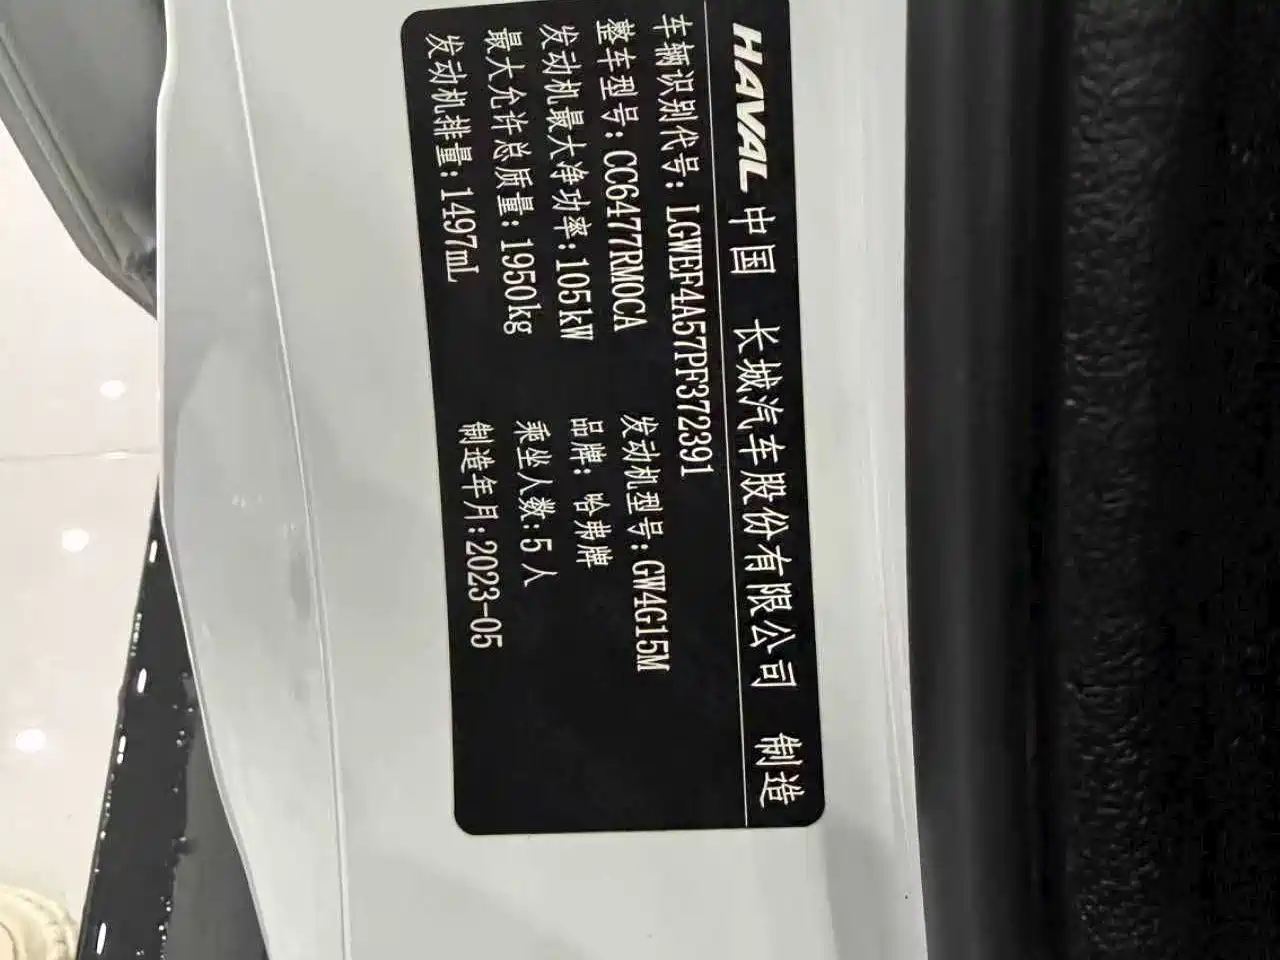 HAVAL 中国 长城汽车股份有限公司 制造
车辆识别代号: LGWEF4A57PF372391
整车型号: CC6477RM0CA 发动机型号: GW4G15M
发动机最大净功率: 105kW 品牌: 哈弗牌
最大允许总质量: 1950kg 乘坐人数: 5 人
发动机排量: 1497mL 制造年月: 2023-05